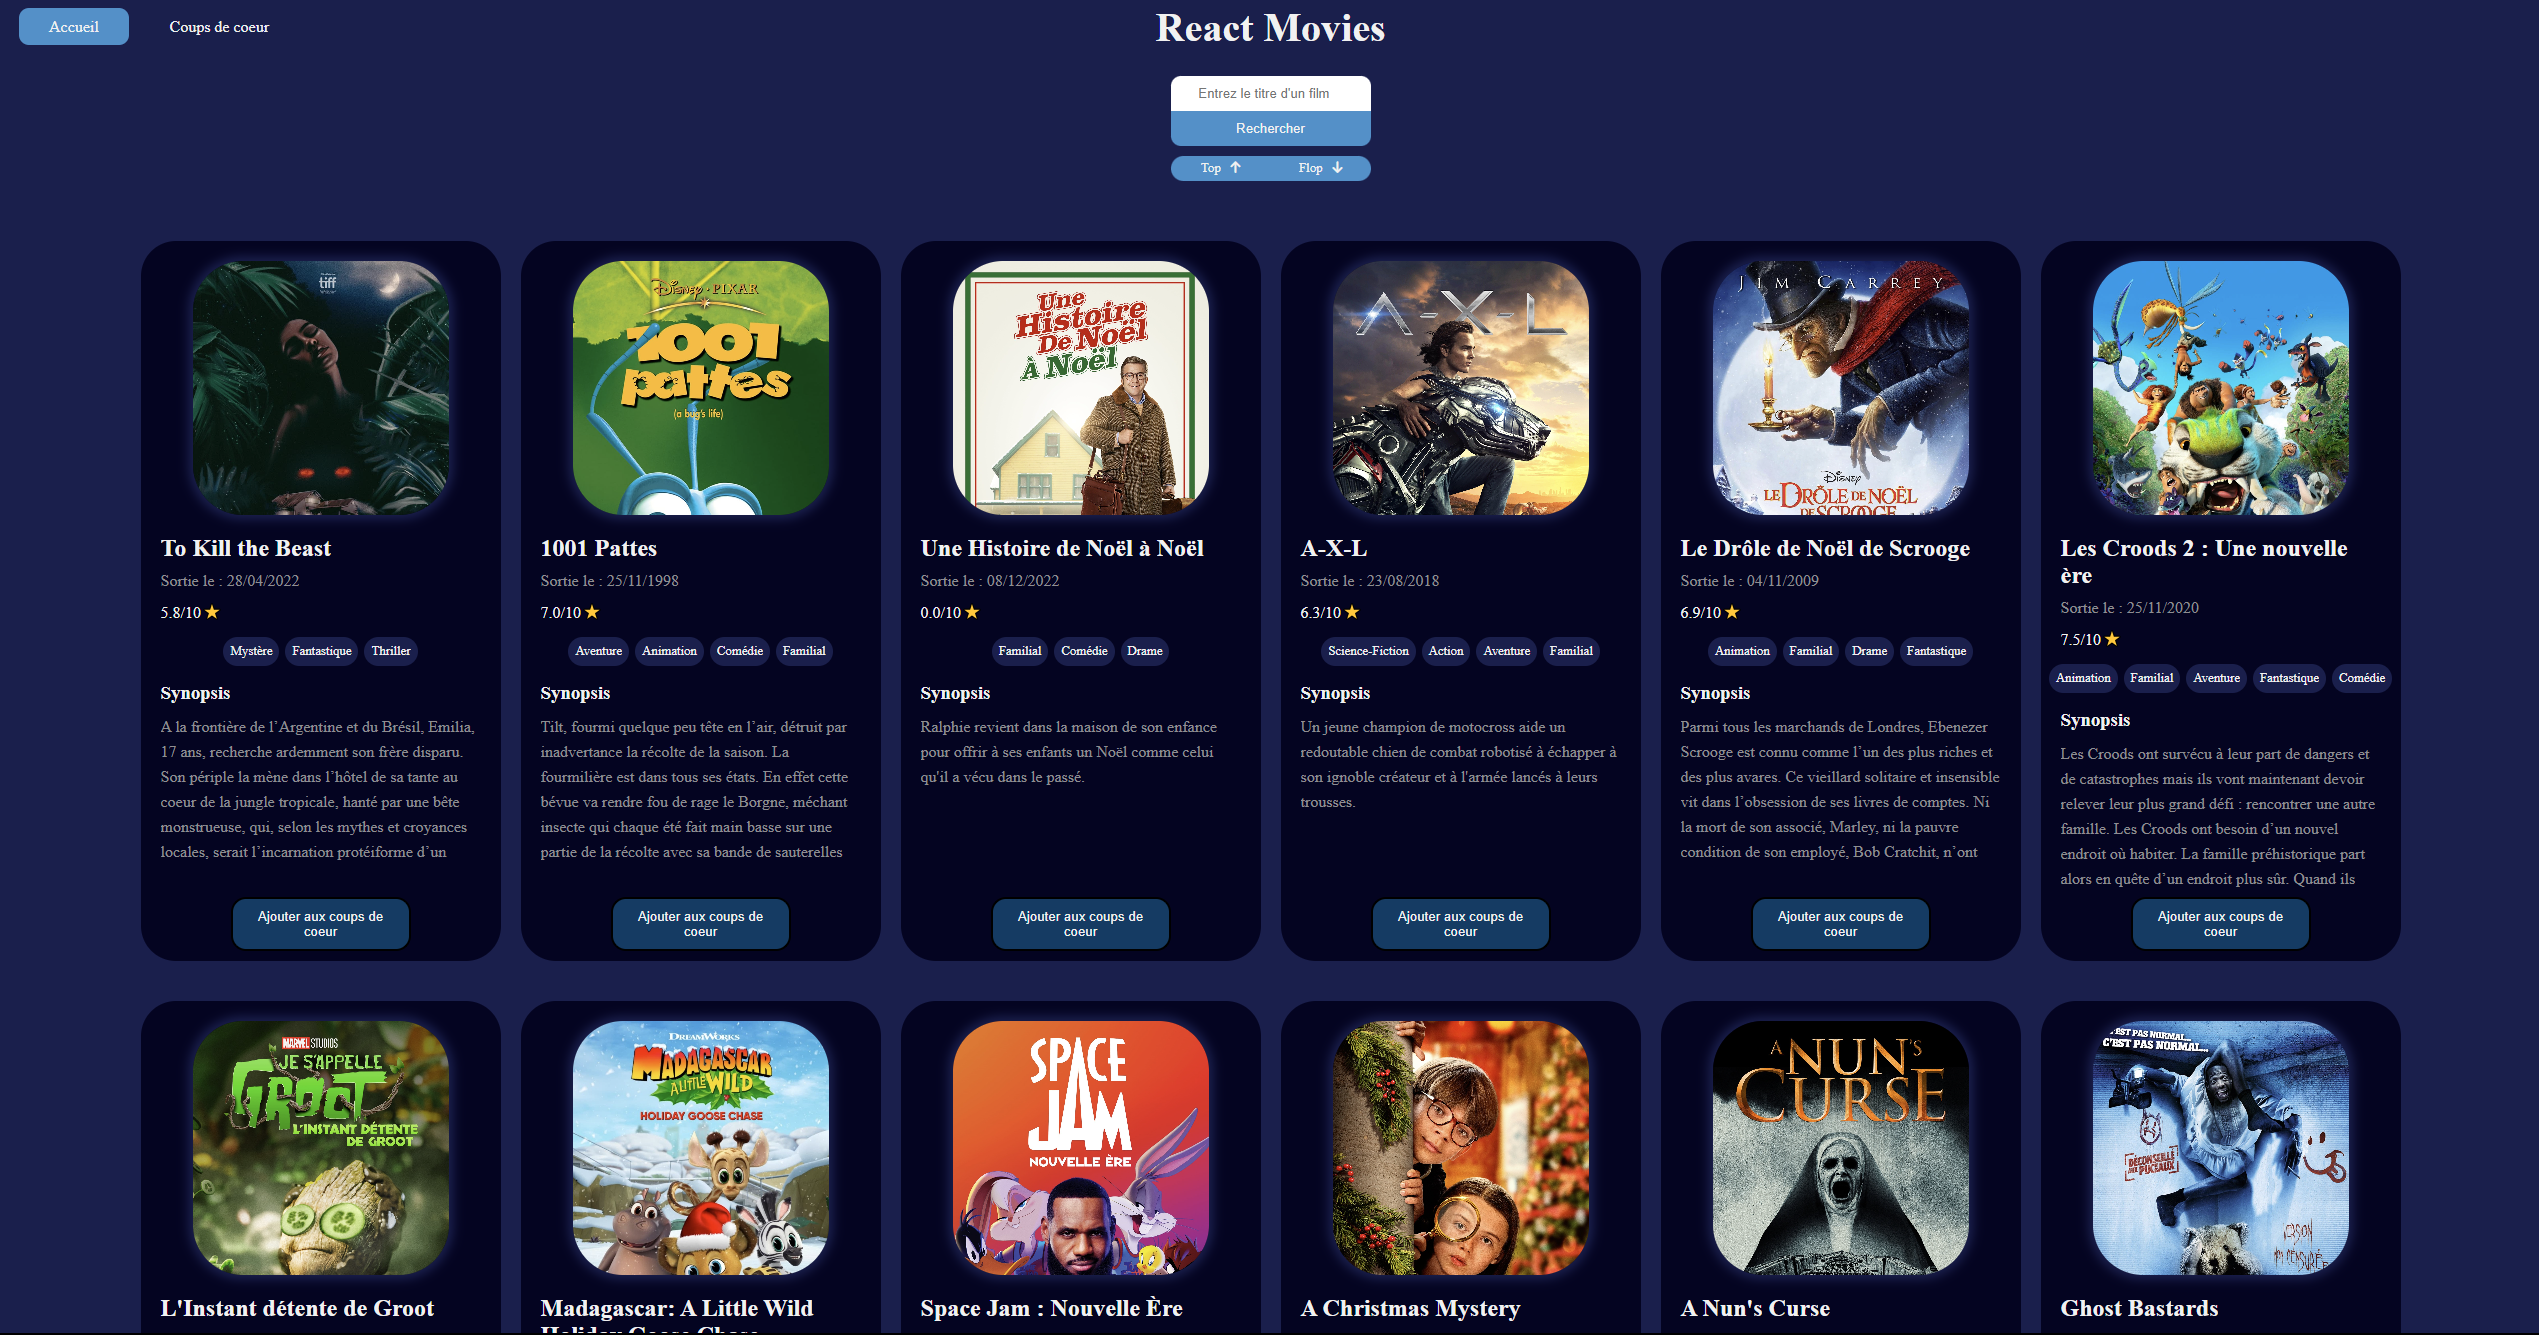 Accueil
Coups de coeur
React Movies
Entrez le titre d'un film
Rechercher
Top
Flop
tiff
To Kill the Beast
Sortie le : 28/04/2022
5.8/10
Mystère
Fantastique
Thriller
Synopsis
A la frontière de l’Argentine et du Brésil, Emilia,
17 ans, recherche ardemment son frère disparu.
Son périple la mène dans l’hôtel de sa tante au
coeur de la jungle tropicale, hanté par une bête
monstrueuse, qui, selon les mythes et croyances
locales, serait l’incarnation protéiforme d’un
Ajouter aux coups de
coeur
Disney · PIXAR
1001
pattes
(a bug's life)
1001 Pattes
Sortie le : 25/11/1998
7.0/10
Aventure
Animation
Comédie
Familial
Synopsis
Tilt, fourmi quelque peu tête en l’air, détruit par
inadvertance la récolte de la saison. La
fourmilière est dans tous ses états. En effet cette
bévue va rendre fou de rage le Borgne, méchant
insecte qui chaque été fait main basse sur une
partie de la récolte avec sa bande de sauterelles
Ajouter aux coups de
coeur
Une
Histoire
De Noël
À Noël
Une Histoire de Noël à Noël
Sortie le : 08/12/2022
0.0/10
Familial
Comédie
Drame
Synopsis
Ralphie revient dans la maison de son enfance
pour offrir à ses enfants un Noël comme celui
qu'il a vécu dans le passé.
Ajouter aux coups de
coeur
A-X-L
A-X-L
Sortie le : 23/08/2018
6.3/10
Science-Fiction
Action
Aventure
Familial
Synopsis
Un jeune champion de motocross aide un
redoutable chien de combat robotisé à échapper à
son ignoble créateur et à l'armée lancés à leurs
trousses.
Ajouter aux coups de
coeur
JIM CARREY
Disney
LE DRÔLE DE NOËL
DE SCROOGE
Le Drôle de Noël de Scrooge
Sortie le : 04/11/2009
6.9/10
Animation
Familial
Drame
Fantastique
Synopsis
Parmi tous les marchands de Londres, Ebenezer
Scrooge est connu comme l’un des plus riches et
des plus avares. Ce vieillard solitaire et insensible
vit dans l’obsession de ses livres de comptes. Ni
la mort de son associé, Marley, ni la pauvre
condition de son employé, Bob Cratchit, n’ont
Ajouter aux coups de
coeur
Les Croods 2 : Une nouvelle
ère
Sortie le : 25/11/2020
7.5/10
Animation
Familial
Aventure
Fantastique
Comédie
Synopsis
Les Croods ont survécu à leur part de dangers et
de catastrophes mais ils vont maintenant devoir
relever leur plus grand défi : rencontrer une autre
famille. Les Croods ont besoin d’un nouvel
endroit où habiter. La famille préhistorique part
alors en quête d’un endroit plus sûr. Quand ils
Ajouter aux coups de
coeur
MARVEL STUDIOS
JE S'APPELLE
GROOT
L'INSTANT DÉTENTE
DE GROOT
L'Instant détente de Groot
DREAMWORKS
MADAGASCAR
A LITTLE WILD
HOLIDAY GOOSE CHASE
Madagascar: A Little Wild
Holiday Goose Chase
SPACE
JAM
NOUVELLE ÈRE
Space Jam : Nouvelle Ère
A Christmas Mystery
A NUN'S
CURSE
A Nun's Curse
C'EST PAS NORMAL...
C'EST PAS NORMAL...
DÉCONSEILLÉ
AUX PUCEAUX
VERSION
NON CENSURÉE
Ghost Bastards